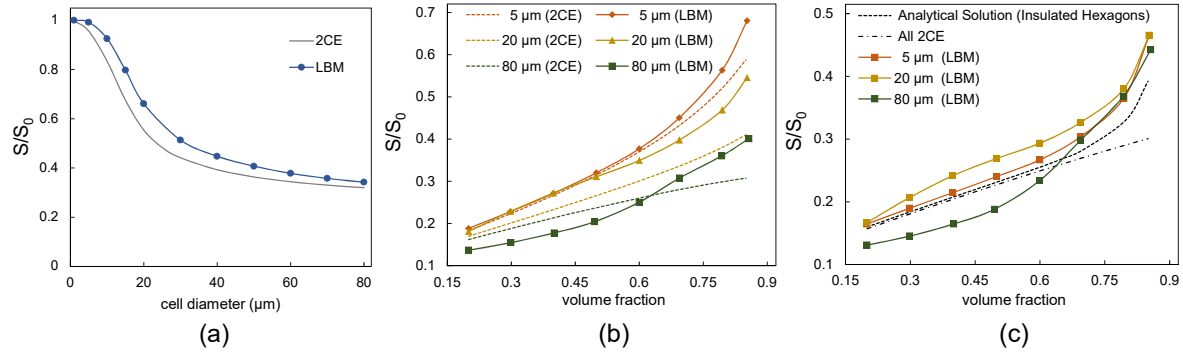 S/S0
1
0.8
0.6
0.4
0.2
0
0 20 40 60 80
cell diameter (µm)
2CE
LBM
(a)
S/S0
0.7
0.6
0.5
0.4
0.3
0.2
0.1
0.15 0.3 0.45 0.6 0.75 0.9
volume fraction
5 µm (2CE) 5 µm (LBM)
20 µm (2CE) 20 µm (LBM)
80 µm (2CE) 80 µm (LBM)
(b)
S/S0
0.5
0.4
0.3
0.2
0.1
0.15 0.3 0.45 0.6 0.75 0.9
volume fraction
Analytical Solution (Insulated Hexagons)
All 2CE
5 µm (LBM)
20 µm (LBM)
80 µm (LBM)
(c)